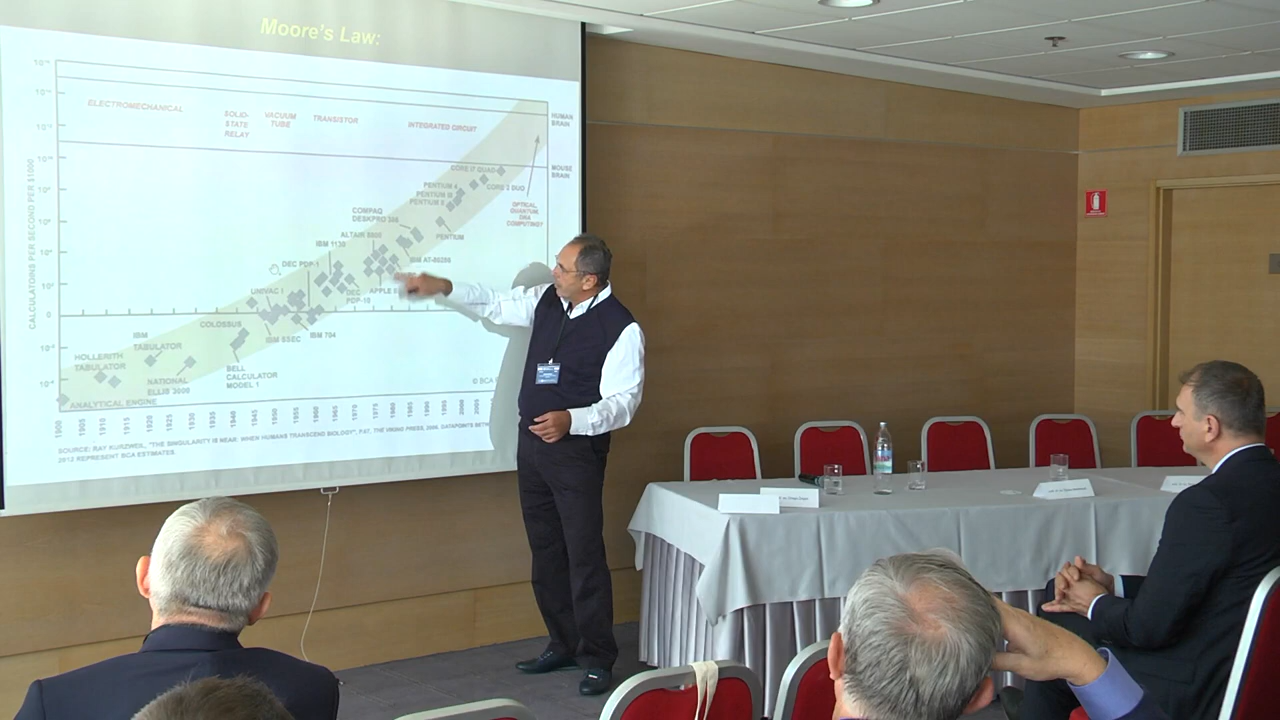 Moore's Law:
ELECTROMECHANICAL
SOLID-
STATE
RELAY
VACUUM
TUBE
TRANSISTOR
INTEGRATED CIRCUIT
HUMAN
BRAIN
MOUSE
BRAIN
CALCULATIONS PER SECOND PER $1000
CORE I7 QUAD
CORE 2 DUO
PENTIUM 4
PENTIUM III
PENTIUM II
OPTICAL,
QUANTUM,
DNA
COMPUTING?
COMPAQ
DESKPRO 386
PENTIUM
ALTAIR 8800
IBM AT-80286
IBM 1130
DEC PDP-1
UNIVAC 1
DEC
PDP-10
APPLE
COLOSSUS
IBM SSEC
IBM 704
IBM
TABULATOR
HOLLERITH
TABULATOR
NATIONAL
ELLIS 3000
BELL
CALCULATOR
MODEL 1
ANALYTICAL ENGINE
© BCA
1900 1905 1910 1915 1920 1925 1930 1935 1940 1945 1950 1955 1960 1965 1970 1975 1980 1985 1990 1995 2000 2005
SOURCE: RAY KURZWEIL, "THE SINGULARITY IS NEAR: WHEN HUMANS TRANSCEND BIOLOGY", P.67, THE VIKING PRESS, 2006. DATAPOINTS BETW
2012 REPRESENT BCA ESTIMATES.